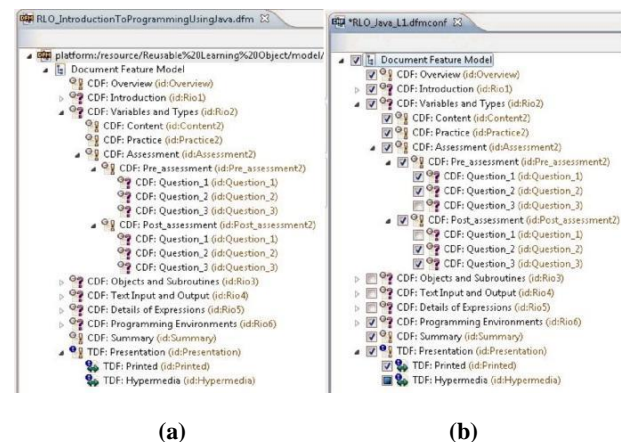 RLO_IntroductionToProgrammingUsingJava.dfm
platform:/resource/Reusable%20Learning%20Object/model/
Document Feature Model
CDF: Overview (id:Overview)
CDF: Introduction (id:Rio1)
CDF: Variables and Types (id:Rio2)
CDF: Content (id:Content2)
CDF: Practice (id:Practice2)
CDF: Assessment (id:Assessment2)
CDF: Pre_assessment (id:Pre_assessment2)
CDF: Question_1 (id:Question_1)
CDF: Question_2 (id:Question_2)
CDF: Question_3 (id:Question_3)
CDF: Post_assessment (id:Post_assessment2)
CDF: Question_1 (id:Question_1)
CDF: Question_2 (id:Question_2)
CDF: Question_3 (id:Question_3)
CDF: Objects and Subroutines (id:Rio3)
CDF: Text Input and Output (id:Rio4)
CDF: Details of Expressions (id:Rio5)
CDF: Programming Environments (id:Rio6)
CDF: Summary (id:Summary)
TDF: Presentation (id:Presentation)
TDF: Printed (id:Printed)
TDF: Hypermedia (id:Hypermedia)
(a)
*RLO_Java_L1.dfmconf
Document Feature Model
CDF: Overview (id:Overview)
CDF: Introduction (id:Rio1)
CDF: Variables and Types (id:Rio2)
CDF: Content (id:Content2)
CDF: Practice (id:Practice2)
CDF: Assessment (id:Assessment2)
CDF: Pre_assessment (id:Pre_assessment2)
CDF: Question_1 (id:Question_1)
CDF: Question_2 (id:Question_2)
CDF: Question_3 (id:Question_3)
CDF: Post_assessment (id:Post_assessment2)
CDF: Question_1 (id:Question_1)
CDF: Question_2 (id:Question_2)
CDF: Question_3 (id:Question_3)
CDF: Objects and Subroutines (id:Rio3)
CDF: Text Input and Output (id:Rio4)
CDF: Details of Expressions (id:Rio5)
CDF: Programming Environments (id:Rio6)
CDF: Summary (id:Summary)
TDF: Presentation (id:Presentation)
TDF: Printed (id:Printed)
TDF: Hypermedia (id:Hypermedia)
(b)